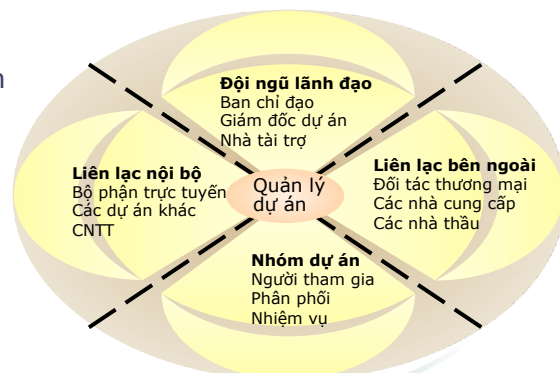 n
Đội ngũ lãnh đạo
Ban chỉ đạo
Giám đốc dự án
Nhà tài trợ
Liên lạc nội bộ
Bộ phận trực tuyến
Các dự án khác
CNTT
Quản lý
dự án
Liên lạc bên ngoài
Đối tác thương mại
Các nhà cung cấp
Các nhà thầu
Nhóm dự án
Người tham gia
Phân phối
Nhiệm vụ